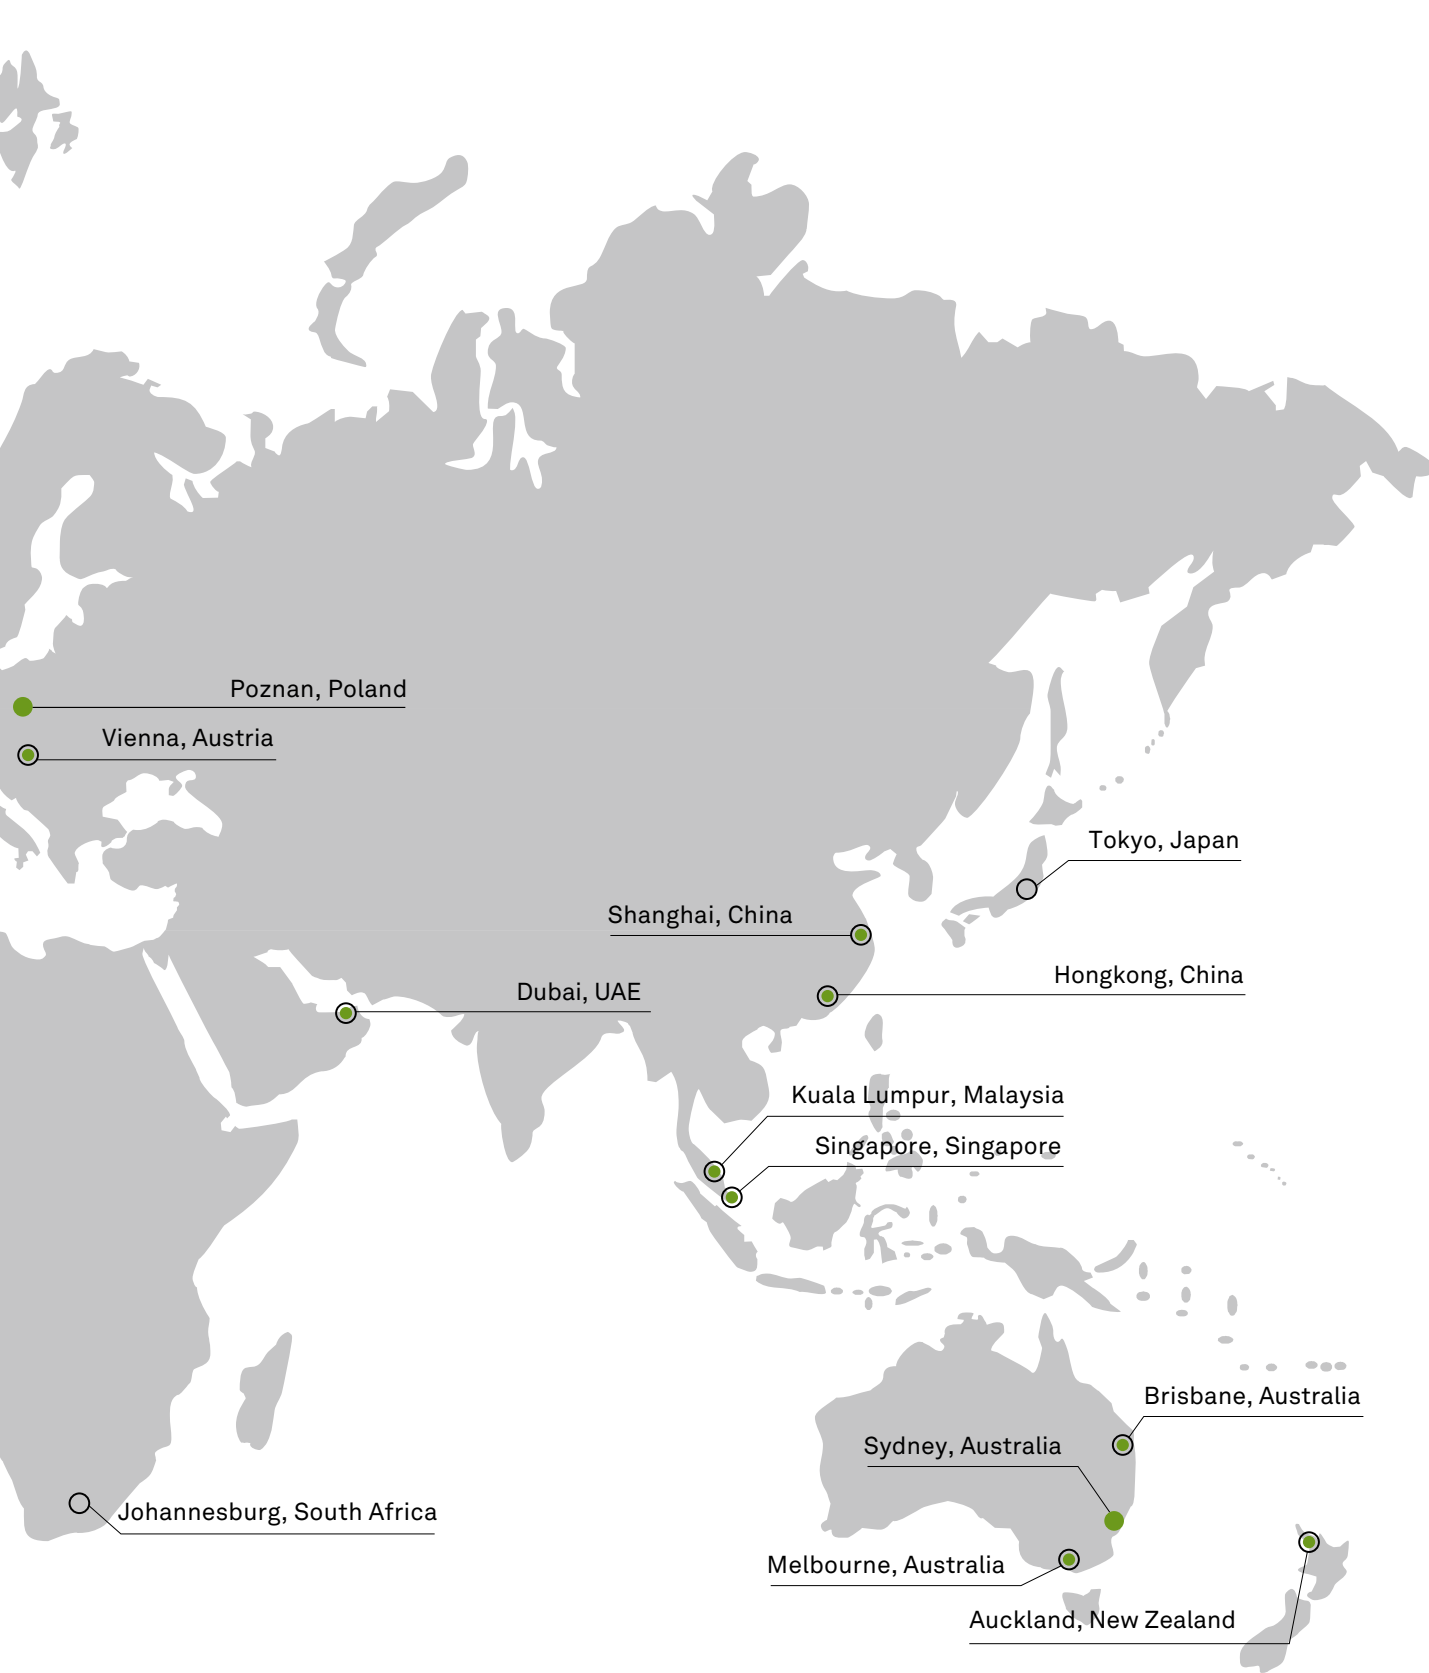 Poznan, Poland
Vienna, Austria
Tokyo, Japan
Shanghai, China
Hongkong, China
Dubai, UAE
Kuala Lumpur, Malaysia
Singapore, Singapore
Brisbane, Australia
Sydney, Australia
Johannesburg, South Africa
Melbourne, Australia
Auckland, New Zealand